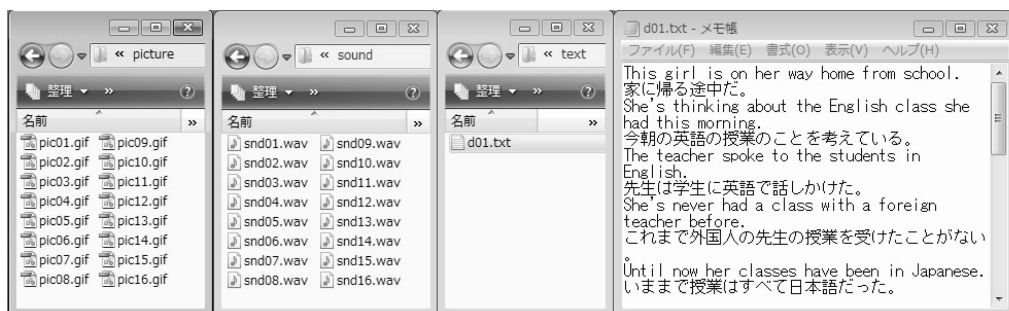 « picture
整理 »
名前 »
pic01.gif pic09.gif
pic02.gif pic10.gif
pic03.gif pic11.gif
pic04.gif pic12.gif
pic05.gif pic13.gif
pic06.gif pic14.gif
pic07.gif pic15.gif
pic08.gif pic16.gif
« sound
整理 »
名前 »
snd01.wav snd09.wav
snd02.wav snd10.wav
snd03.wav snd11.wav
snd04.wav snd12.wav
snd05.wav snd13.wav
snd06.wav snd14.wav
snd07.wav snd15.wav
snd08.wav snd16.wav
« text
整理 »
名前 »
d01.txt
d01.txt - メモ帳
ファイル(F) 編集(E) 書式(O) 表示(V) ヘルプ(H)
This girl is on her way home from school.
家に帰る途中だ。
She's thinking about the English class she
had this morning.
今朝の英語の授業のことを考えている。
The teacher spoke to the students in
English.
先生は学生に英語で話しかけた。
She's never had a class with a foreign
teacher before.
これまで外国人の先生の授業を受けたことがない
。
Until now her classes have been in Japanese.
いままで授業はすべて日本語だった。